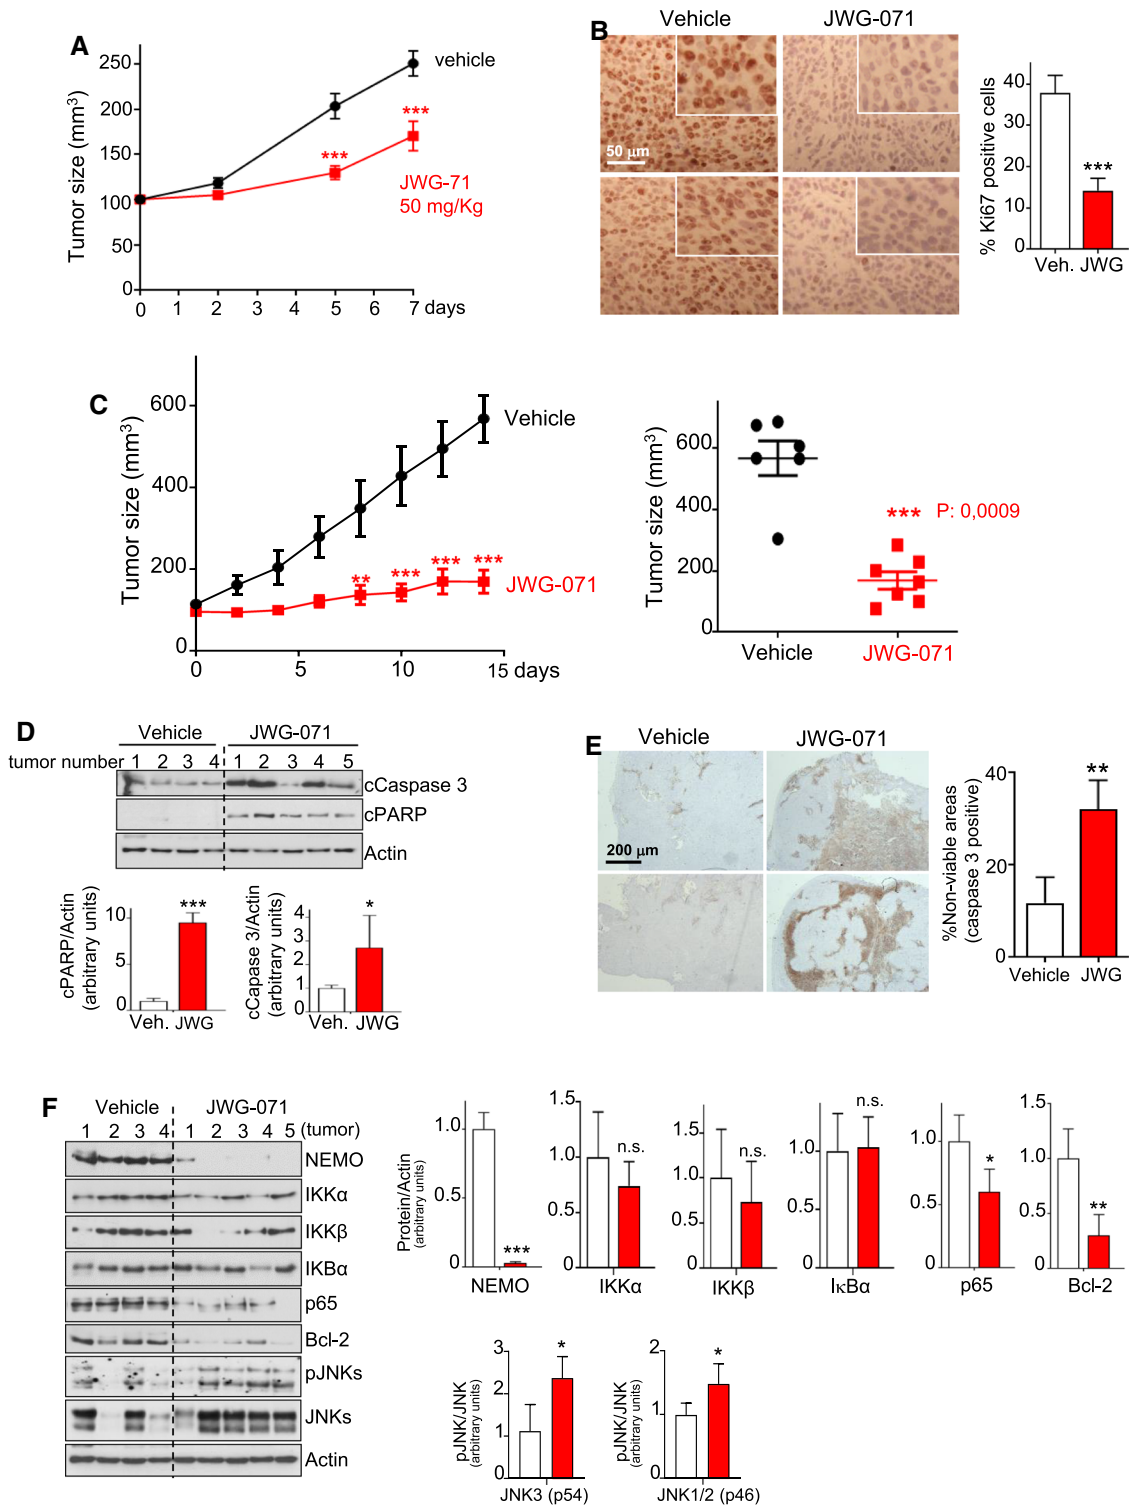 A
Tumor size (mm3)
250
200
150
100
50
0
vehicle
***
***
JWG-71
50 mg/Kg
0 1 2 3 4 5 6 7 days
B
Vehicle JWG-071
50 μm
% Ki67 positive cells
40
30
20
10
0
***
Veh. JWG
C
Tumor size (mm3)
600
400
200
0
Vehicle
** *** *** ***
JWG-071
0 5 10 15 days
Tumor size (mm3)
600
400
200
0
*** P: 0,0009
Vehicle JWG-071
D
Vehicle JWG-071
tumor number 1 2 3 4 1 2 3 4 5
cCaspase 3
cPARP
Actin
cPARP/Actin
(arbitrary units)
10
5
0
***
Veh. JWG
cCapase 3/Actin
(arbitrary units)
4
3
2
1
0
*
Veh. JWG
E
Vehicle JWG-071
200 μm
%Non-viable areas
(caspase 3 positive)
40
20
0
**
Vehicle JWG
F
Vehicle JWG-071
1 2 3 4 1 2 3 4 5 (tumor)
NEMO
IKKα
IKKβ
IKBα
p65
Bcl-2
pJNKs
JNKs
Actin
Protein/Actin
(arbitrary units)
1.0
0.5
0
***
NEMO
1.5
1.0
0.5
0
n.s.
IKKα
1.5
1.0
0.5
0
n.s.
IKKβ
1.5
1.0
0.5
0
n.s.
IκBα
1.0
0.5
0
*
p65
1.5
1.0
0.5
0
**
Bcl-2
pJNK/JNK
(arbitrary units)
3
2
1
0
*
JNK3 (p54)
pJNK/JNK
(arbitrary units)
2
1
0
*
JNK1/2 (p46)